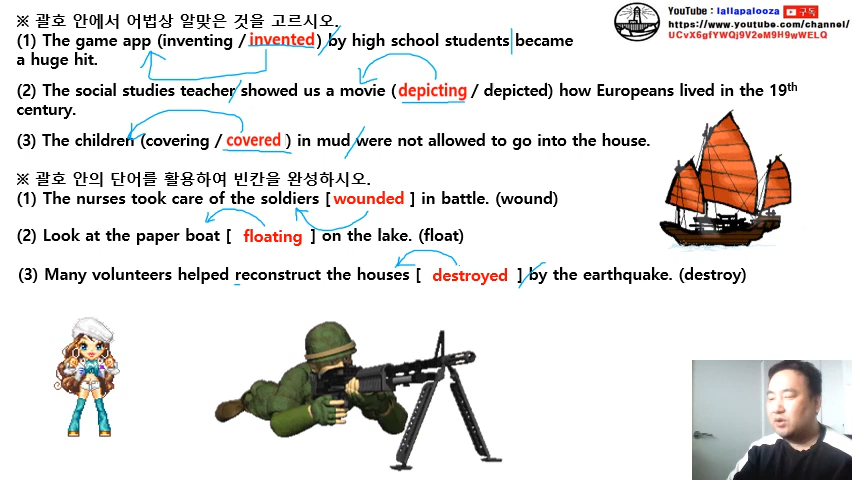 ※ 괄호 안에서 어법상 알맞은 것을 고르시오.
YouTube : lallapalooza 구독
https://www.youtube.com/channel/
UCvX6gfYWQj9V2eM9H9wWELQ
(1) The game app (inventing / invented) by high school students became
a huge hit.
(2) The social studies teacher showed us a movie (depicting / depicted) how Europeans lived in the 19th
century.
(3) The children (covering / covered ) in mud were not allowed to go into the house.
※ 괄호 안의 단어를 활용하여 빈칸을 완성하시오.
(1) The nurses took care of the soldiers [ wounded ] in battle. (wound)
(2) Look at the paper boat [ floating ] on the lake. (float)
(3) Many volunteers helped reconstruct the houses [ destroyed ] by the earthquake. (destroy)